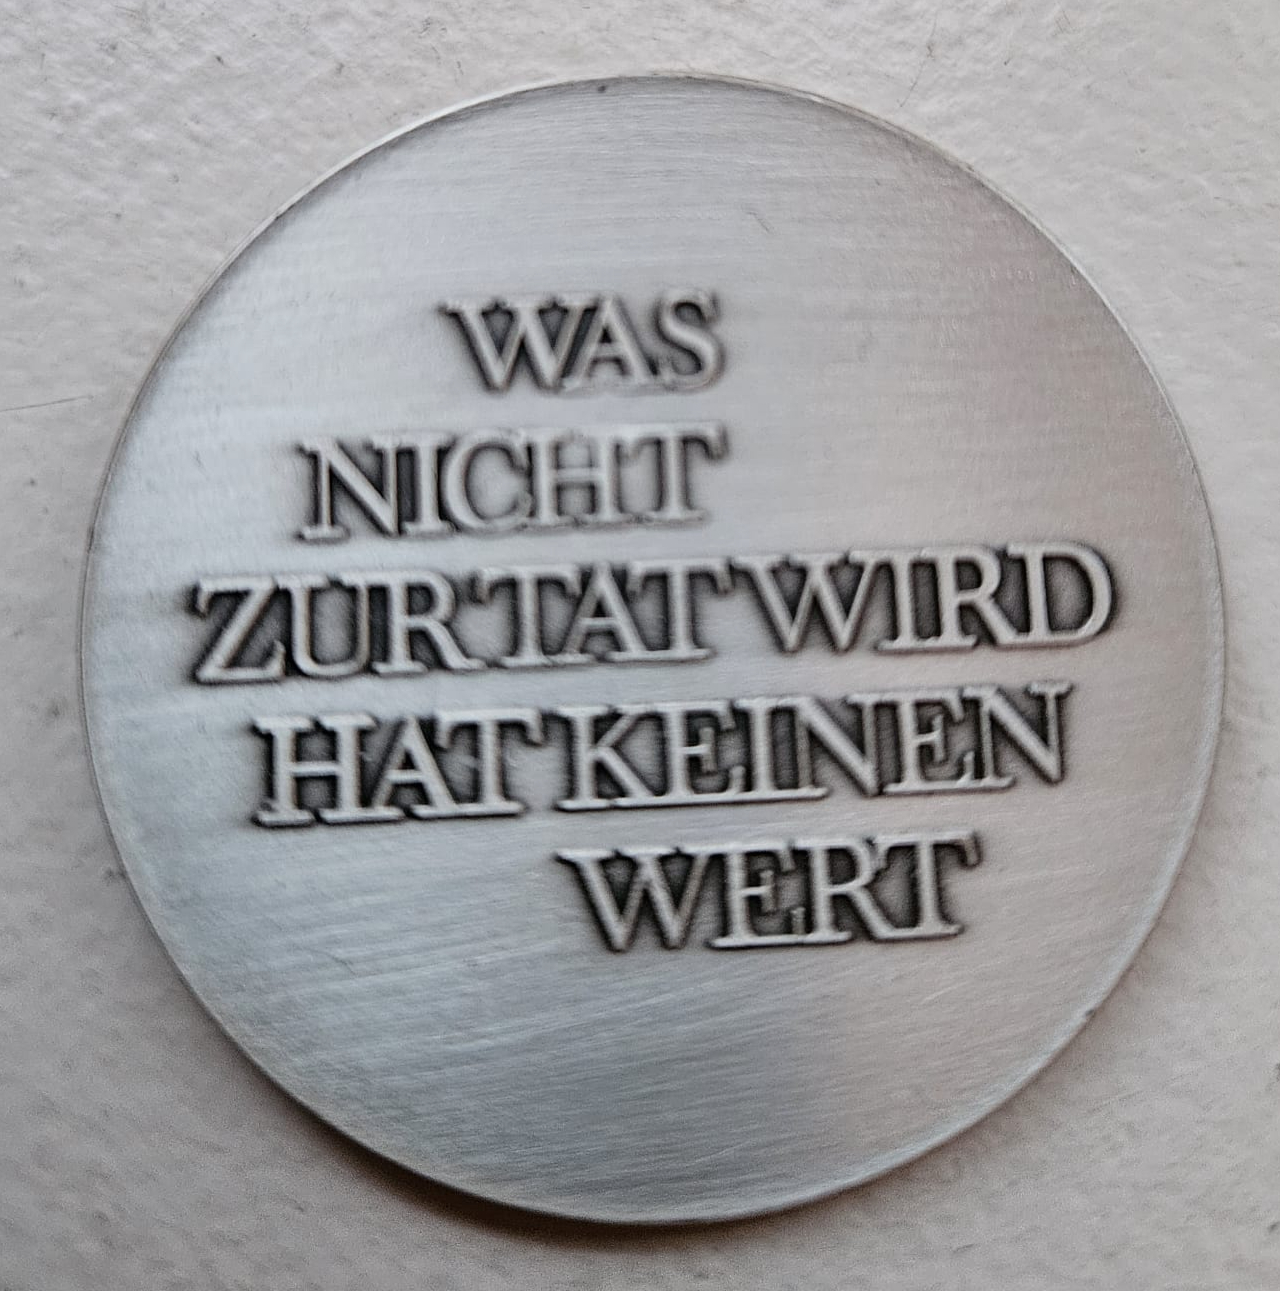 WAS
NICHT
ZUR TAT WIRD
HAT KEINEN
WERT